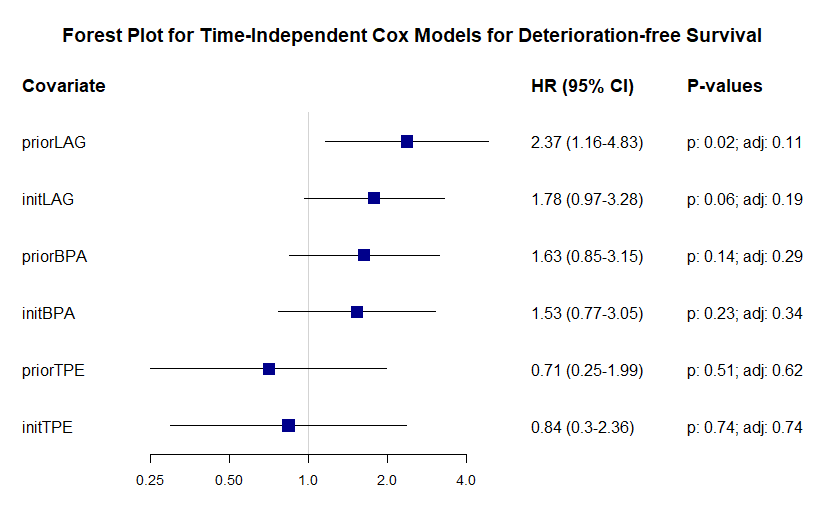 Forest Plot for Time-Independent Cox Models for Deterioration-free Survival
Covariate HR (95% CI) P-values
priorLAG 2.37 (1.16-4.83) p: 0.02; adj: 0.11
initLAG 1.78 (0.97-3.28) p: 0.06; adj: 0.19
priorBPA 1.63 (0.85-3.15) p: 0.14; adj: 0.29
initBPA 1.53 (0.77-3.05) p: 0.23; adj: 0.34
priorTPE 0.71 (0.25-1.99) p: 0.51; adj: 0.62
initTPE 0.84 (0.3-2.36) p: 0.74; adj: 0.74
0.25 0.50 1.0 2.0 4.0